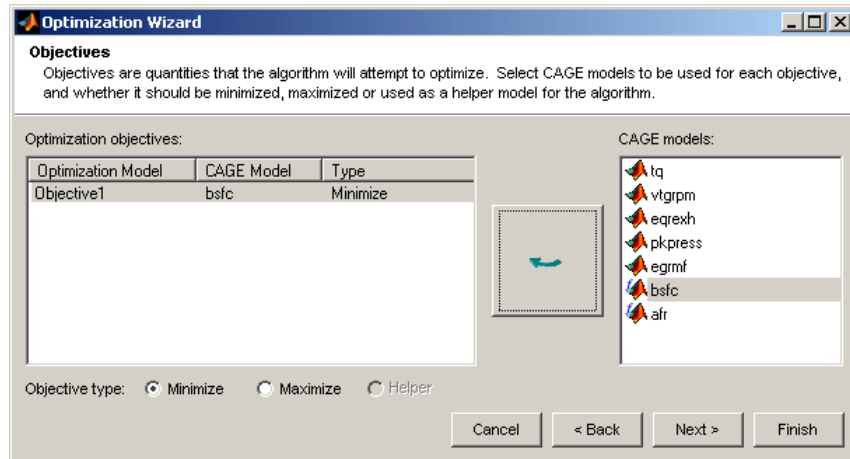 Optimization Wizard
Objectives
Objectives are quantities that the algorithm will attempt to optimize. Select CAGE models to be used for each objective,
and whether it should be minimized, maximized or used as a helper model for the algorithm.
Optimization objectives:
CAGE models:
Optimization Model CAGE Model Type
Objective1 bsfc Minimize
tq
vtgrpm
eqrexh
pkpress
egrmf
bsfc
afr
Objective type: Minimize Maximize Helper
Cancel < Back Next > Finish